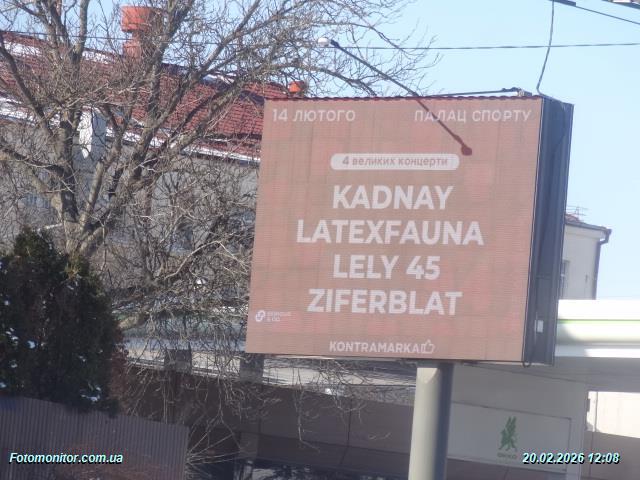 14 ЛЮТОГО
ПАЛАЦ СПОРТУ
4 великих концерти
KADNAY
LATEXFAUNA
LELY 45
ZIFERBLAT
KONTRAMARKA
Fotomonitor.com.ua
20.02.2026 12:08